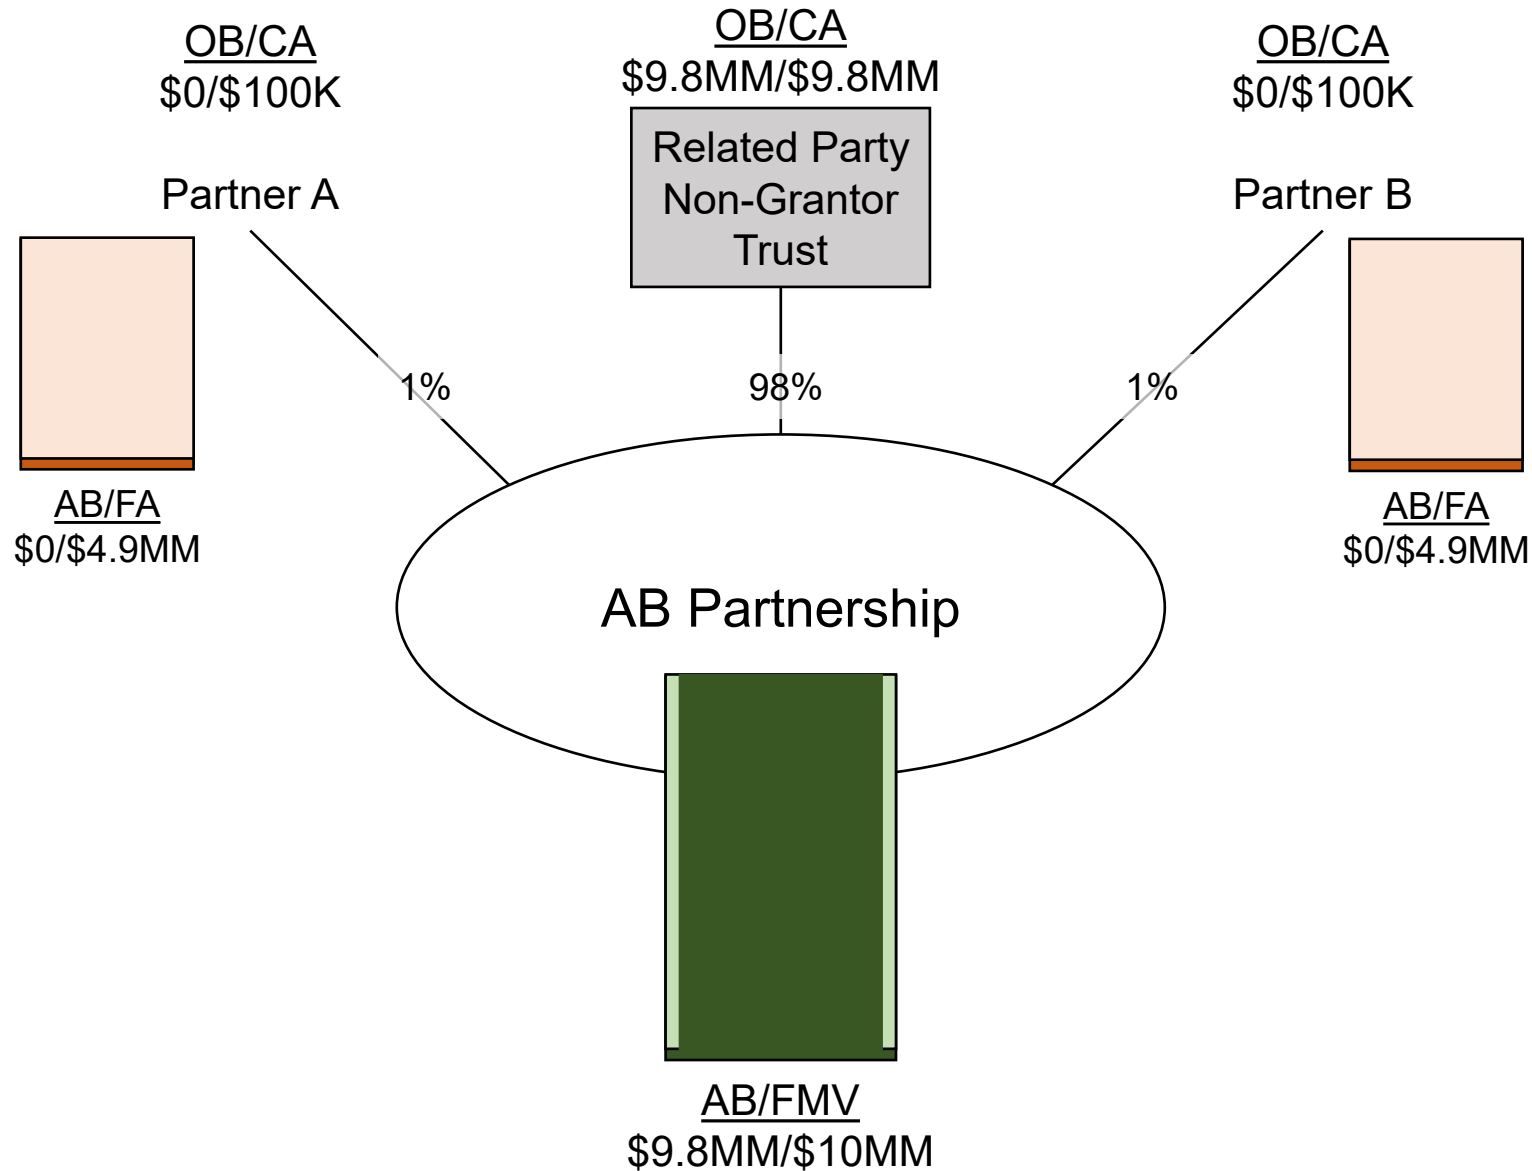 OB/CA
$0/$100K
Partner A
OB/CA
$9.8MM/$9.8MM
Related Party
Non-Grantor
Trust
OB/CA
$0/$100K
Partner B
1%
98%
1%
AB/FA
$0/$4.9MM
AB/FA
$0/$4.9MM
AB Partnership
AB/FMV
$9.8MM/$10MM